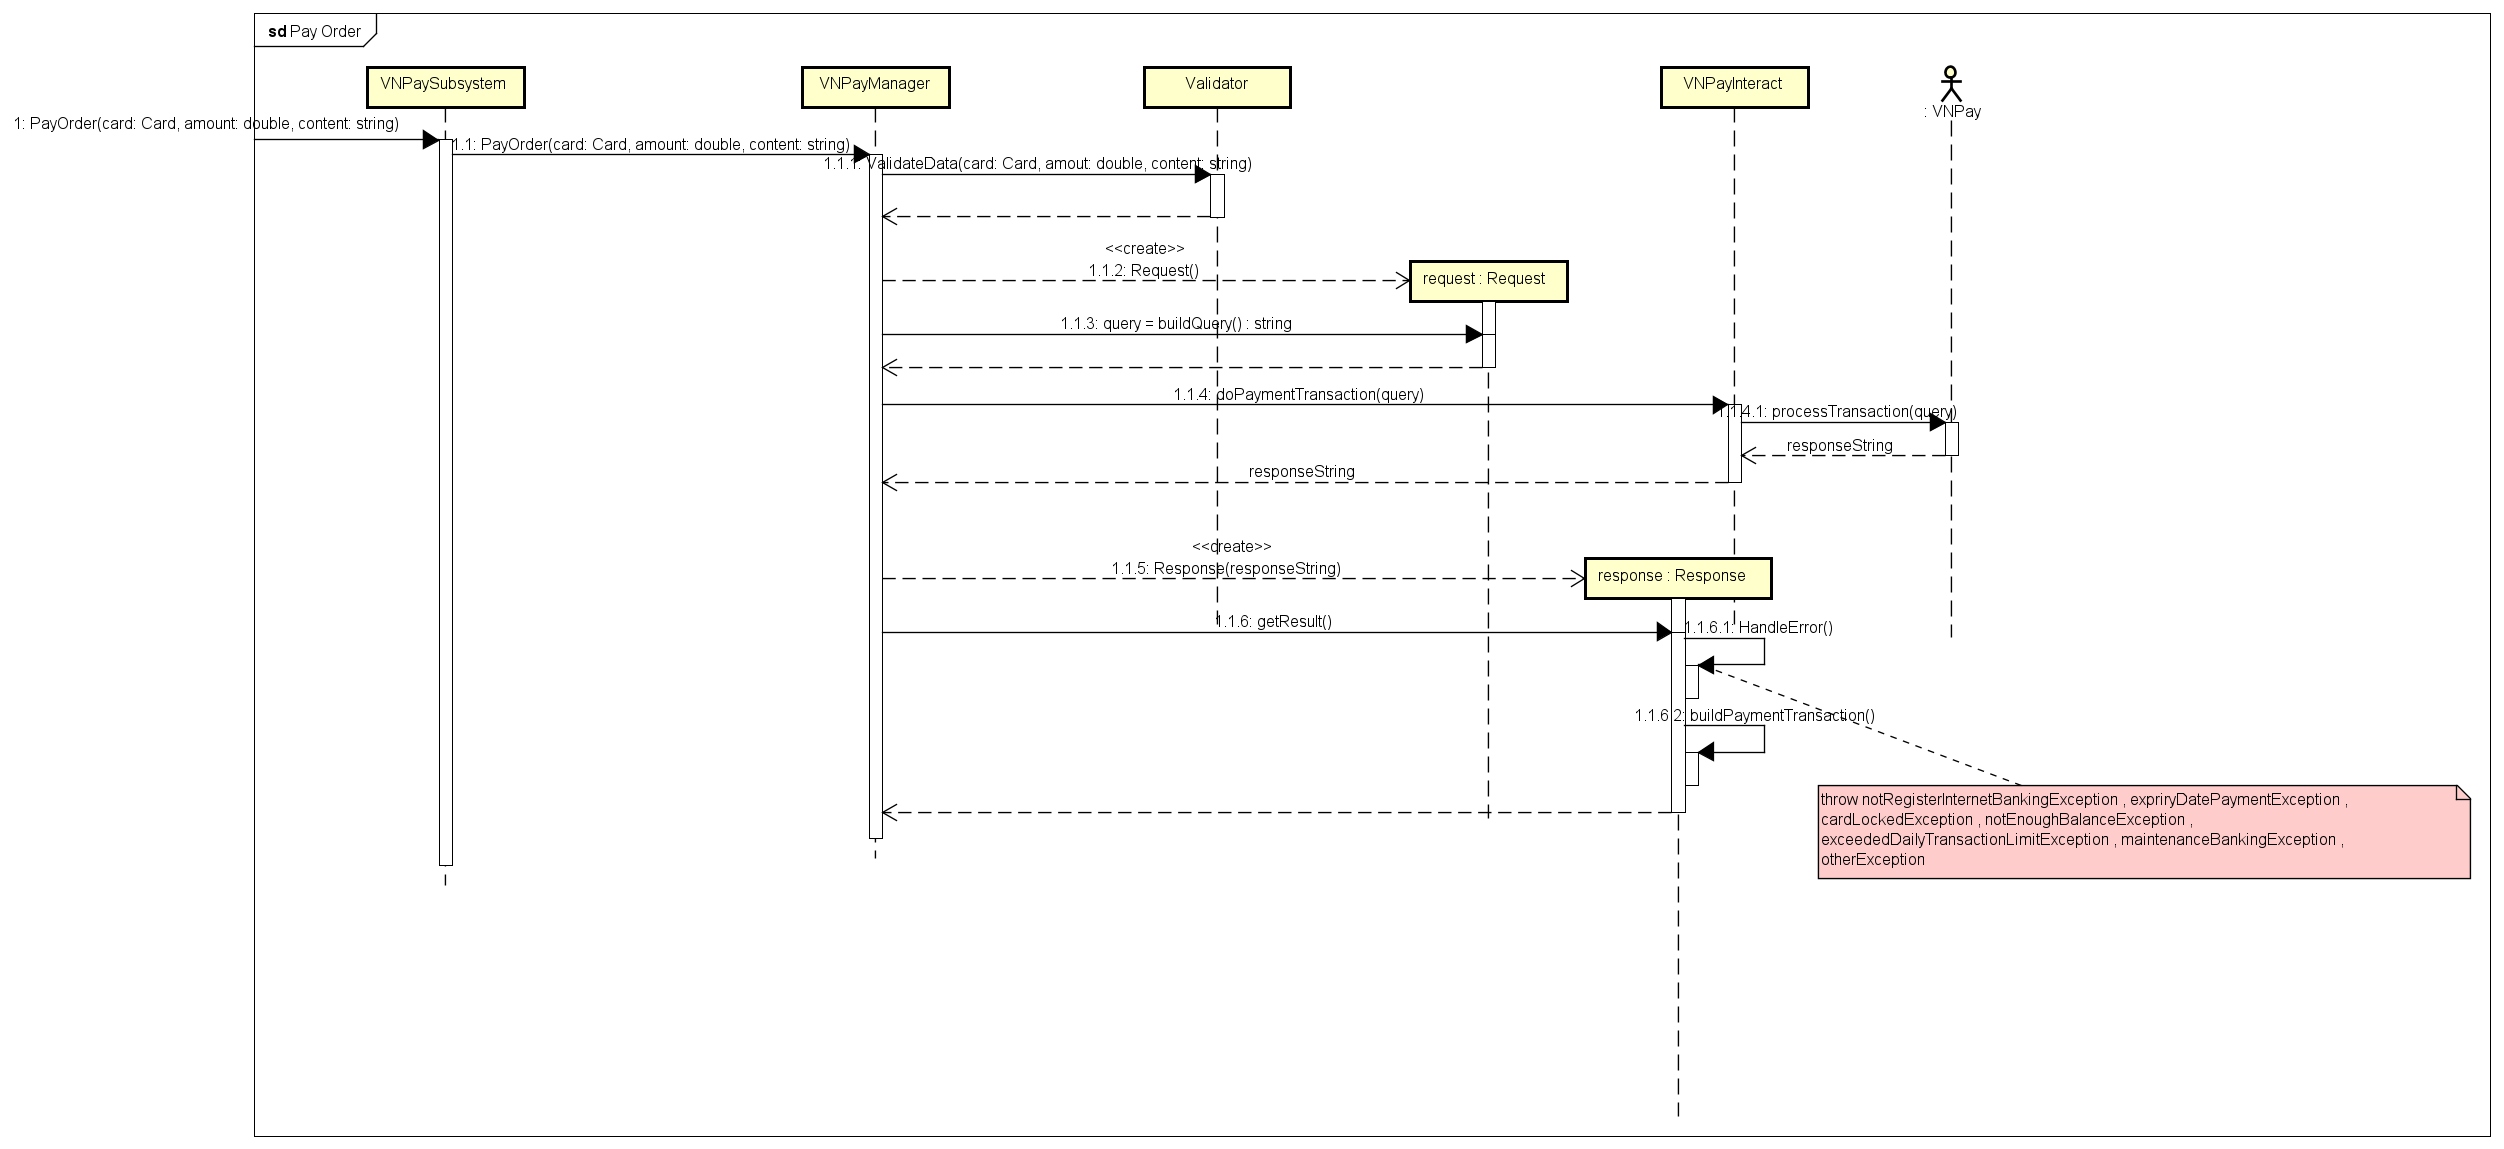 sd Pay Order
VNPaySubsystem
VNPayManager
Validator
VNPayInteract
: VNPay
1: PayOrder(card: Card, amount: double, content: string)
1.1: PayOrder(card: Card, amount: double, content: string)
1.1.1: ValidateData(card: Card, amout: double, content: string)
<<create>>
1.1.2: Request()
request : Request
1.1.3: query = buildQuery() : string
1.1.4: doPaymentTransaction(query)
1.1.4.1: processTransaction(query)
responseString
responseString
<<create>>
1.1.5: Response(responseString)
response : Response
1.1.6: getResult()
1.1.6.1: HandleError()
1.1.6.2: buildPaymentTransaction()
throw notRegisterInternetBankingException , expriryDatePaymentException ,
cardLockedException , notEnoughBalanceException ,
exceededDailyTransactionLimitException , maintenanceBankingException ,
otherException